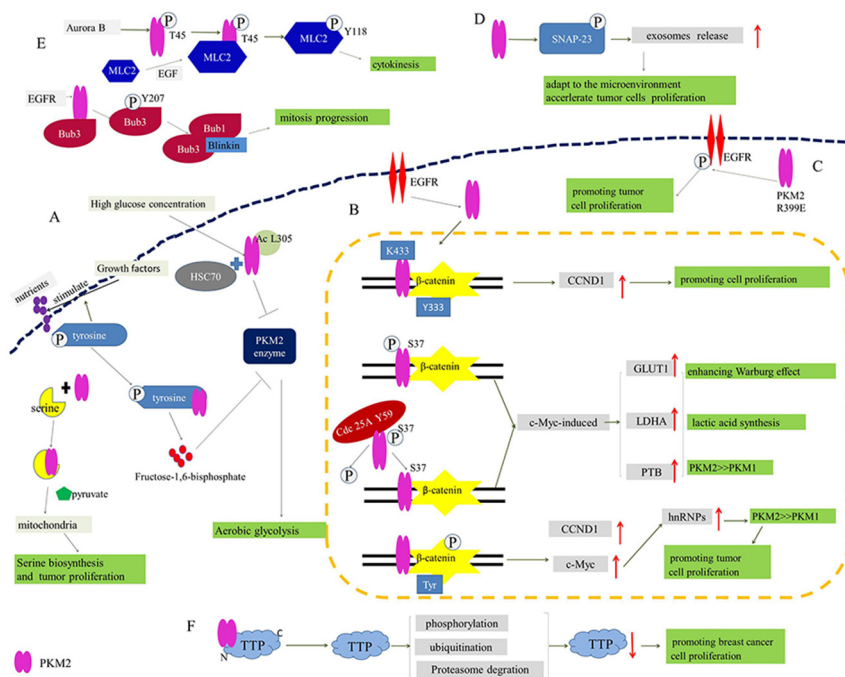 E
Aurora B
P
T45
P
T45
P
Y118
MLC2
EGF
MLC2
MLC2
cytokinesis
EGFR
P
Y207
Bub3
Bub3
Bub1
Bub3
Blinkin
mitosis progression
D
P
SNAP-23
exosomes release
adapt to the microenvironment
accerlerate tumor cells proliferation
EGFR
P
EGFR
C
PKM2
R399E
promoting tumor
cell proliferation
A
High glucose concentration
Ac L305
HSC70
Growth factors
nutrients
stimulate
P
tyrosine
PKM2
enzyme
serine
P
tyrosine
Fructose-1,6-bisphosphate
pyruvate
mitochondria
Serine biosynthesis
and tumor proliferation
Aerobic glycolysis
B
K433
β-catenin
Y333
CCND1
promoting cell proliferation
P
S37
β-catenin
Cdc 25A Y59
S37
P
P
S37
β-catenin
c-Myc-induced
GLUT1
enhancing Warburg effect
LDHA
lactic acid synthesis
PTB
PKM2>>PKM1
P
β-catenin
Tyr
CCND1
c-Myc
hnRNPs
PKM2>>PKM1
promoting tumor
cell proliferation
F
TTP
C
N
TTP
phosphorylation
ubiquitination
Proteasome degration
TTP
promoting breast cancer
cell proliferation
PKM2